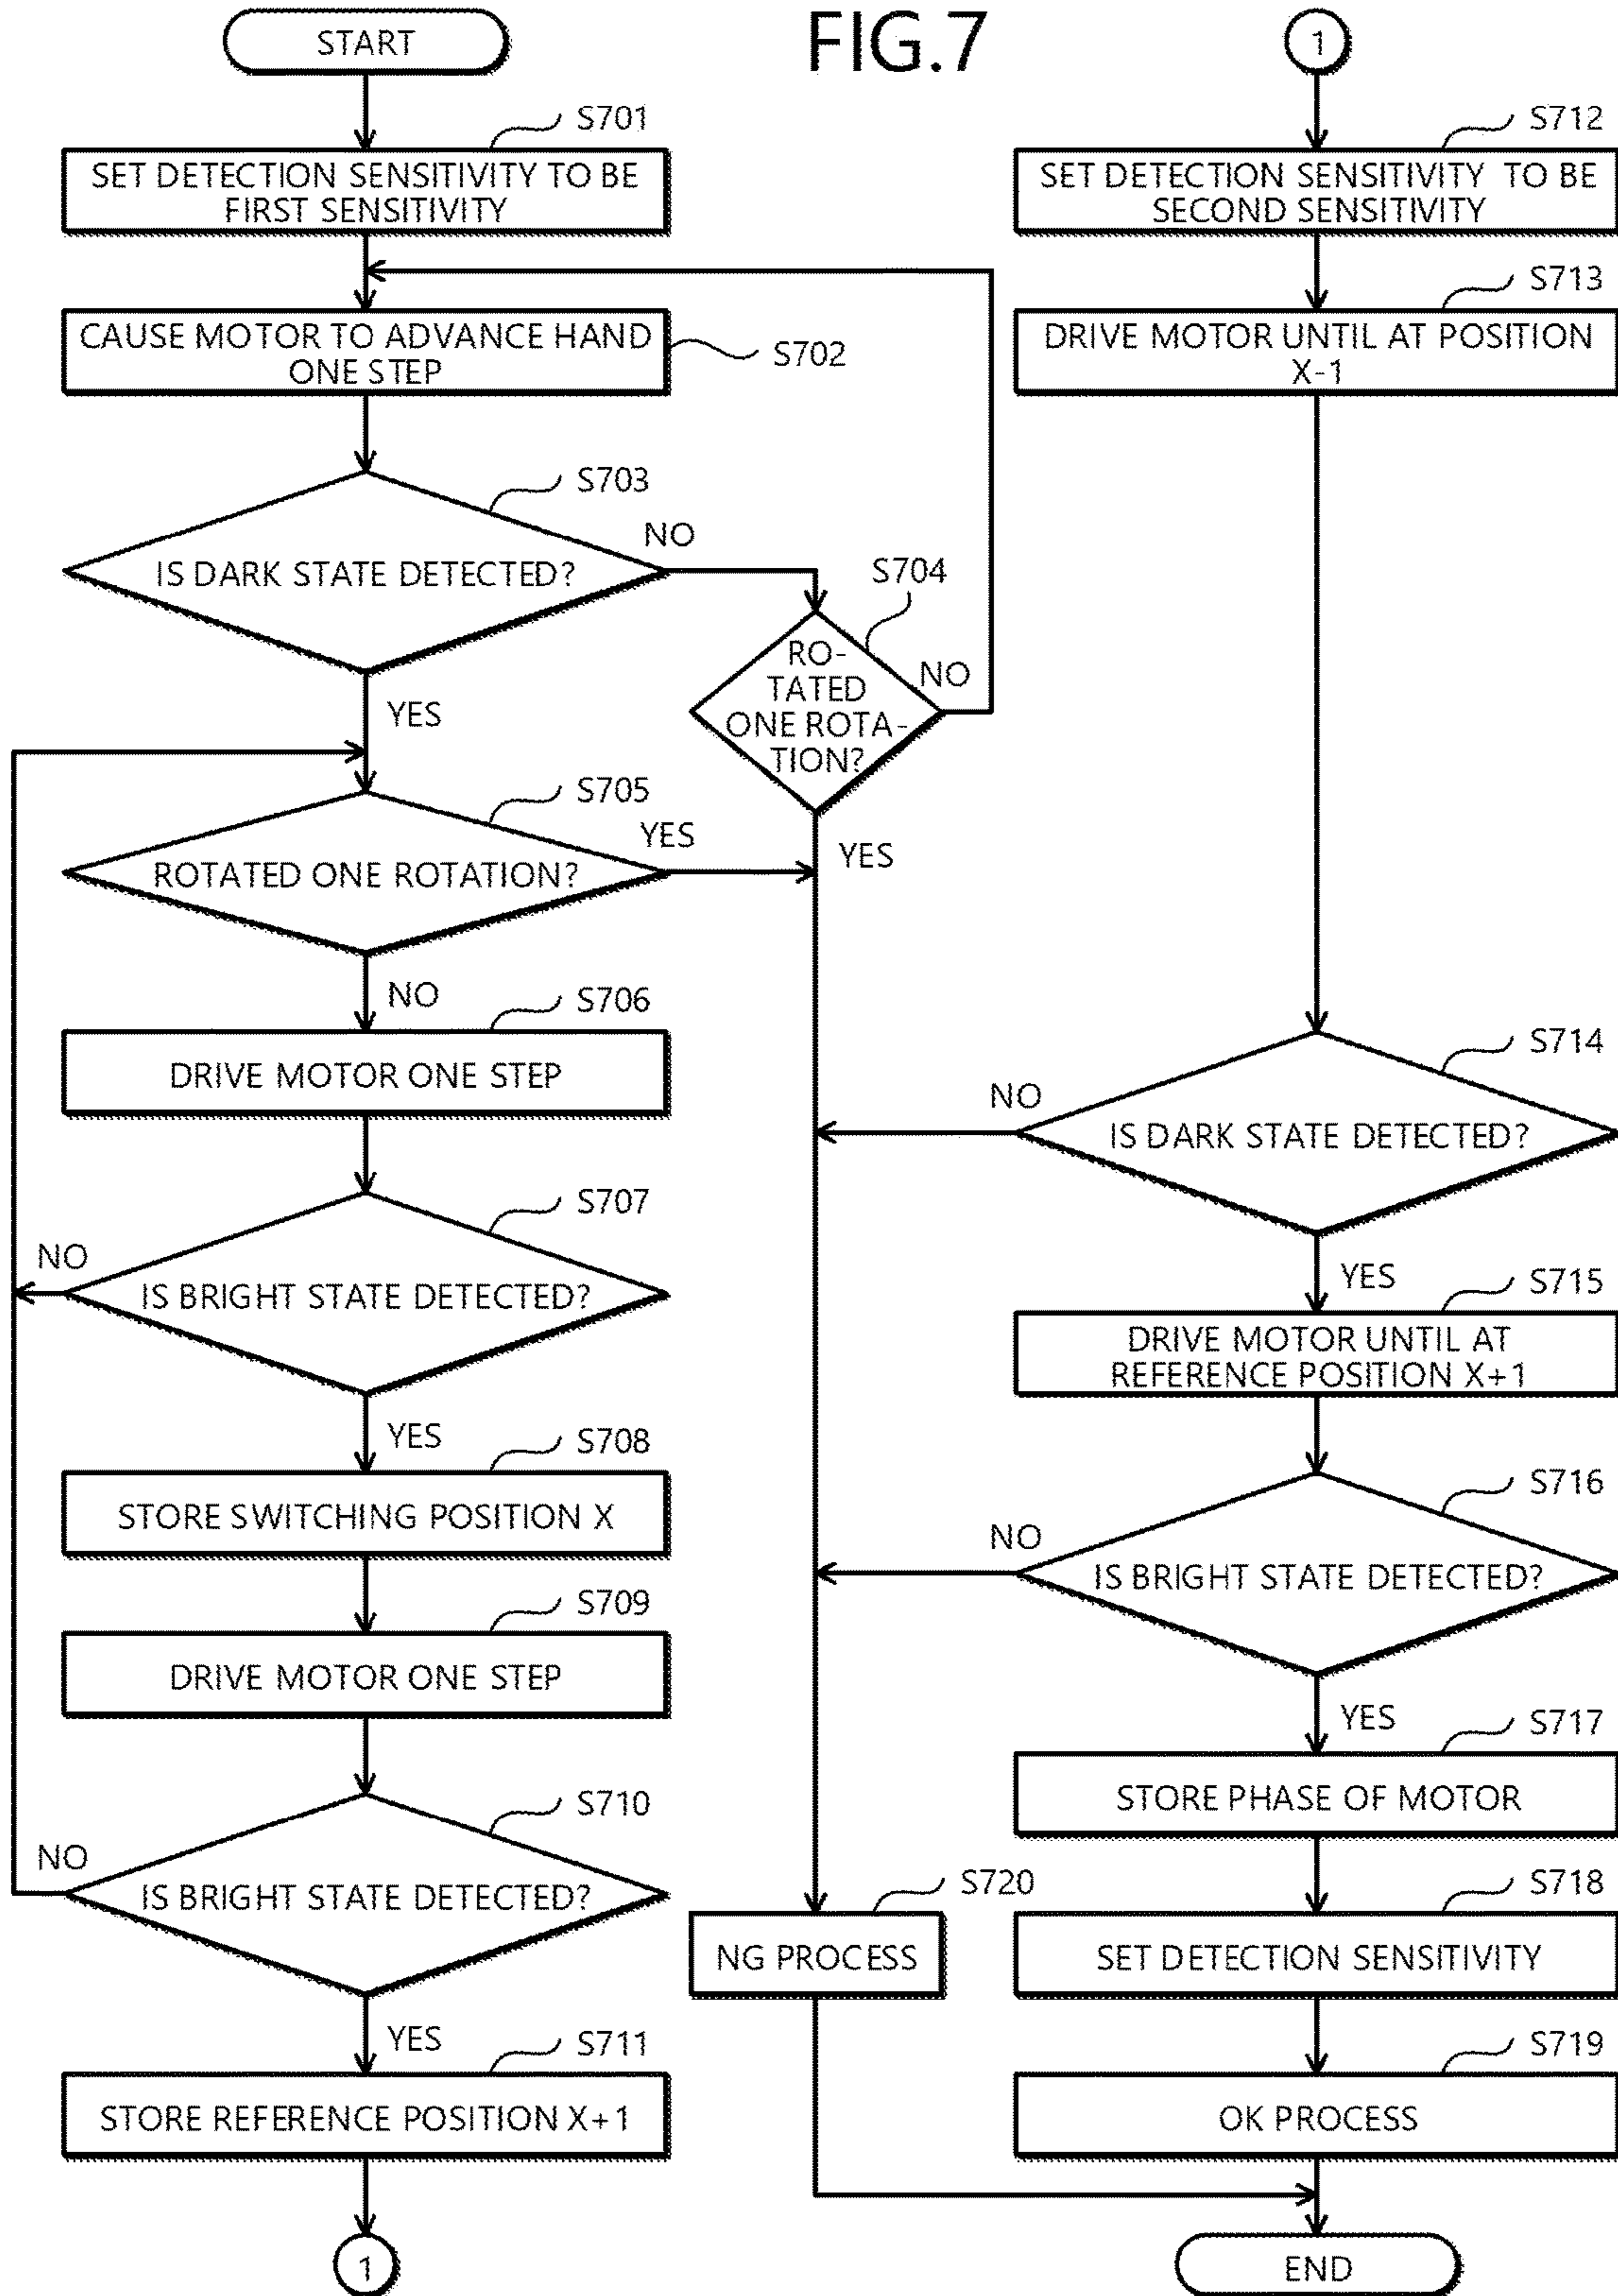 FIG.7
START
S701
SET DETECTION SENSITIVITY TO BE
FIRST SENSITIVITY
CAUSE MOTOR TO ADVANCE HAND
ONE STEP
S702
S703
IS DARK STATE DETECTED?
NO
YES
S704
RO-
TATED
ONE ROTA-
TION?
NO
YES
S705
ROTATED ONE ROTATION?
YES
NO
S706
DRIVE MOTOR ONE STEP
S707
IS BRIGHT STATE DETECTED?
NO
YES
S708
STORE SWITCHING POSITION X
S709
DRIVE MOTOR ONE STEP
S710
IS BRIGHT STATE DETECTED?
NO
YES
S711
STORE REFERENCE POSITION X+1
1
1
S712
SET DETECTION SENSITIVITY TO BE
SECOND SENSITIVITY
S713
DRIVE MOTOR UNTIL AT POSITION
X-1
S714
IS DARK STATE DETECTED?
NO
YES
S715
DRIVE MOTOR UNTIL AT
REFERENCE POSITION X+1
S716
IS BRIGHT STATE DETECTED?
NO
YES
S717
STORE PHASE OF MOTOR
S718
SET DETECTION SENSITIVITY
S719
OK PROCESS
S720
NG PROCESS
END